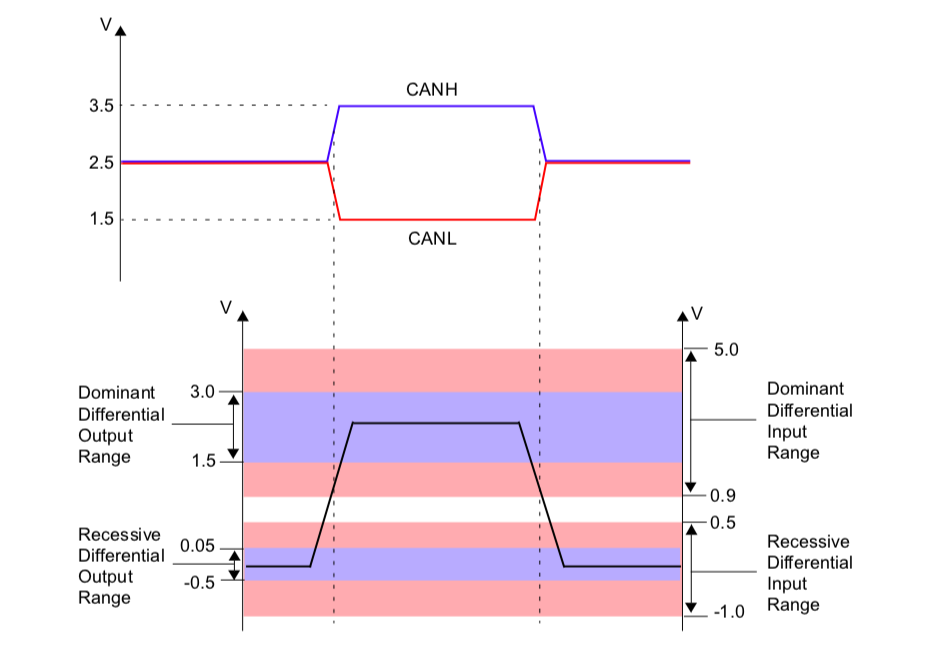 V
CANH
3.5
2.5
1.5
CANL
V
V
5.0
Dominant
Differential
Output
Range
3.0
1.5
Dominant
Differential
Input
Range
0.9
0.5
Recessive
Differential
Output
Range
0.05
-0.5
Recessive
Differential
Input
Range
-1.0